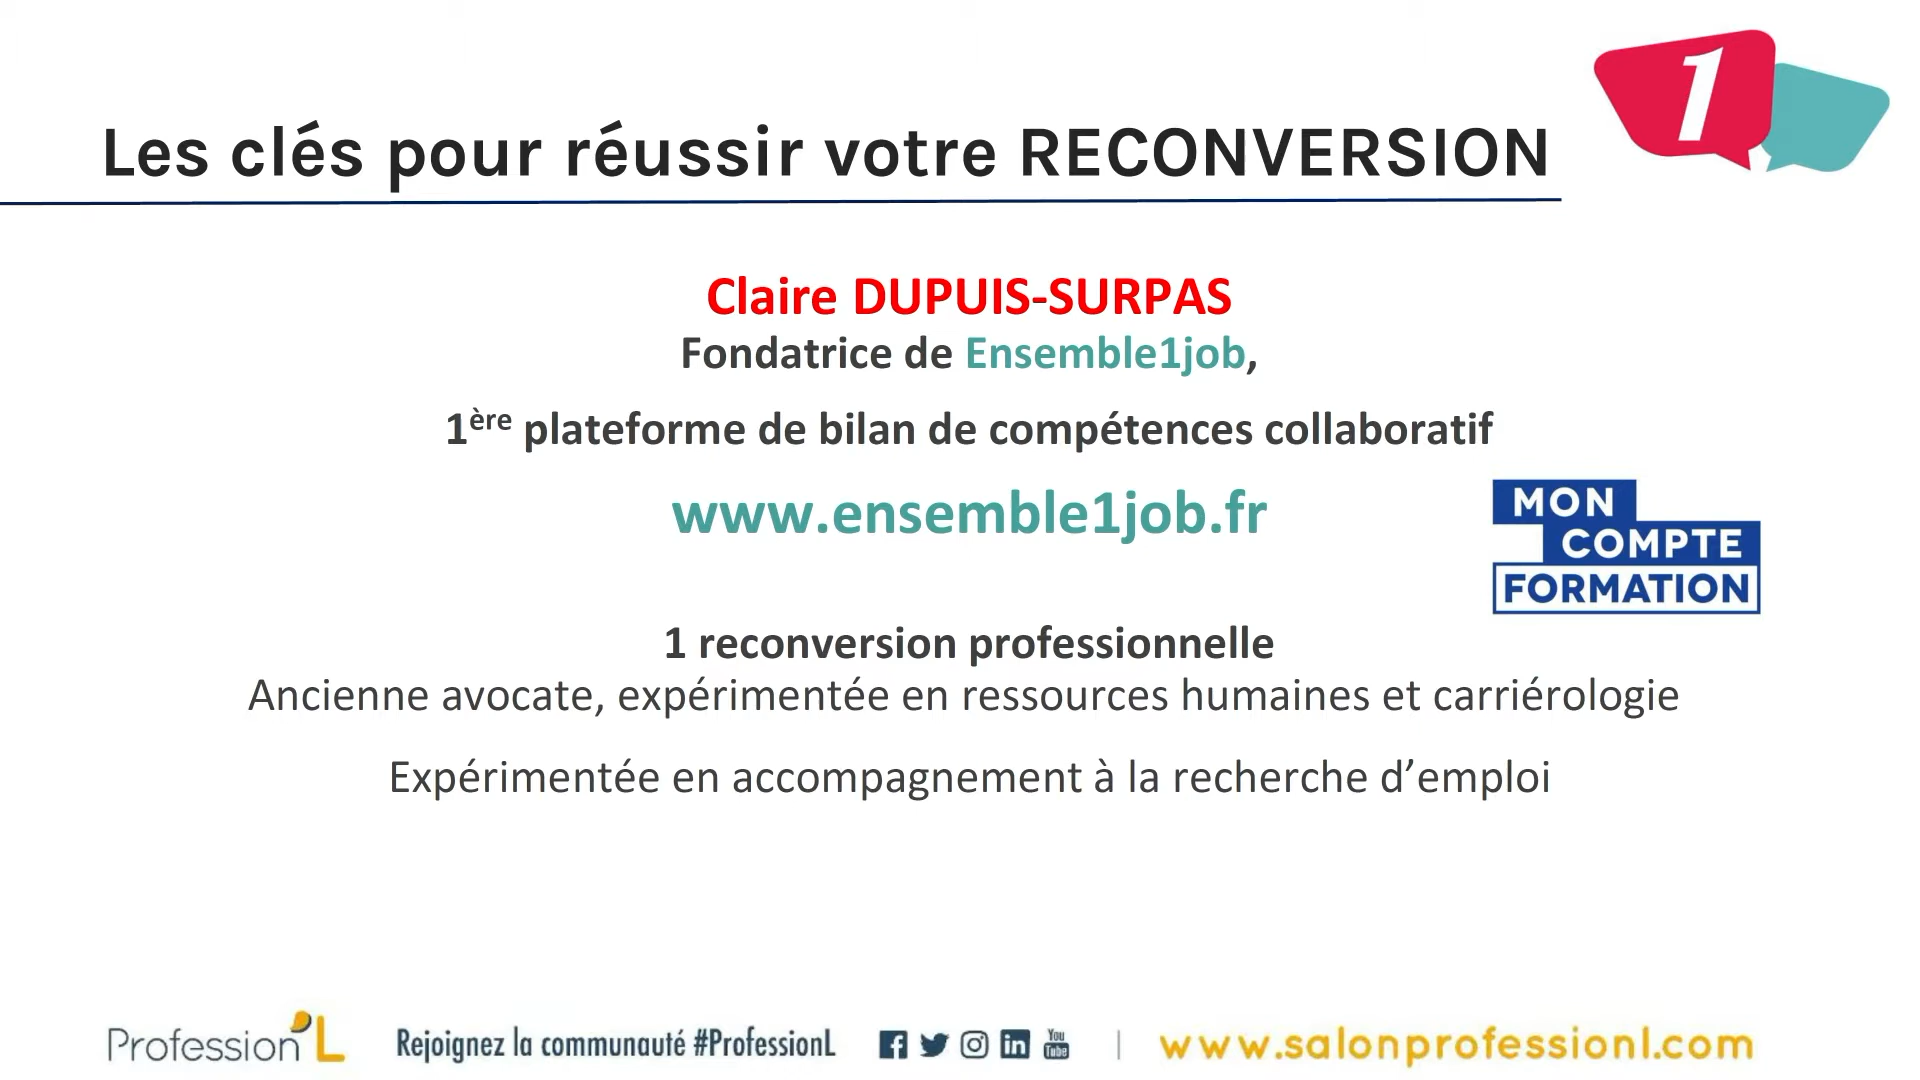 1
Les clés pour réussir votre RECONVERSION
Claire DUPUIS-SURPAS
Fondatrice de Ensemble1job,
1ère plateforme de bilan de compétences collaboratif
www.ensemble1job.fr
MON
COMPTE
FORMATION
1 reconversion professionnelle
Ancienne avocate, expérimentée en ressources humaines et carriérologie
Expérimentée en accompagnement à la recherche d’emploi
Profession'L Rejoignez la communauté #ProfessionL You Tube | www.salonprofessionl.com